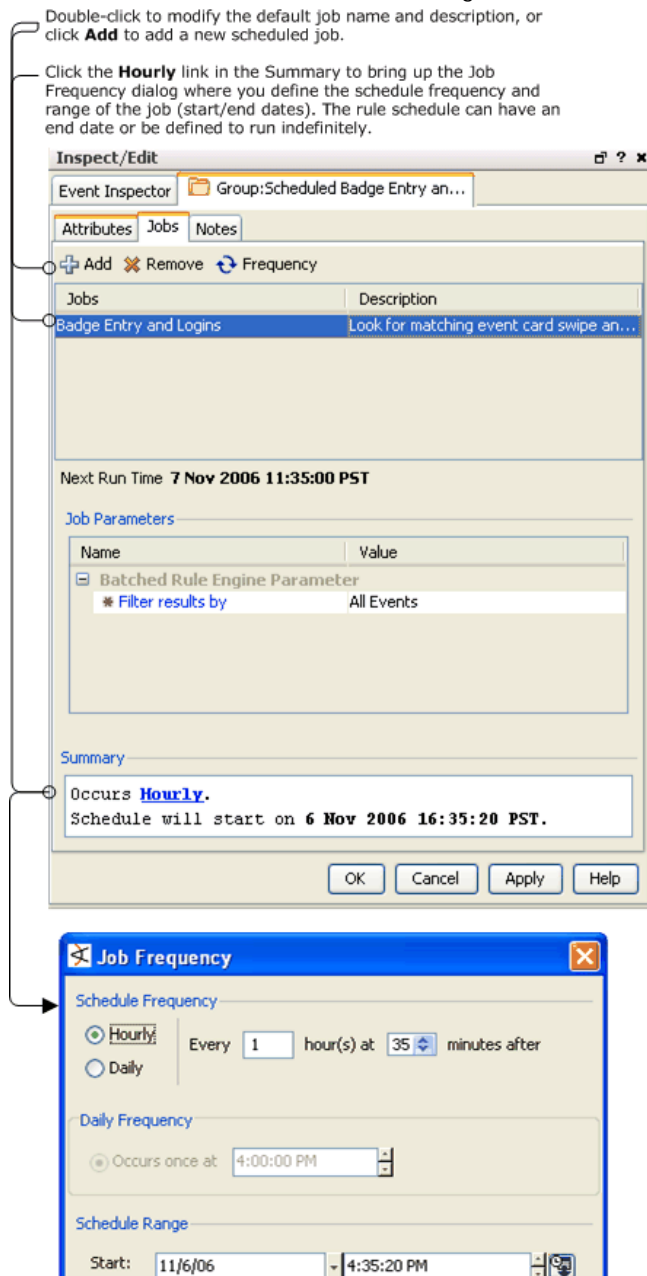 Double-click to modify the default job name and description, or
click Add to add a new scheduled job.
Click the Hourly link in the Summary to bring up the Job
Frequency dialog where you define the schedule frequency and
range of the job (start/end dates). The rule schedule can have an
end date or be defined to run indefinitely.
Inspect/Edit
Event Inspector Group:Scheduled Badge Entry an...
Attributes Jobs Notes
Add Remove Frequency
Jobs Description
Badge Entry and Logins Look for matching event card swipe an...
Next Run Time 7 Nov 2006 11:35:00 PST
Job Parameters
Name Value
Batched Rule Engine Parameter
Filter results by All Events
Summary
Occurs Hourly.
Schedule will start on 6 Nov 2006 16:35:20 PST.
OK Cancel Apply Help
Job Frequency
Schedule Frequency
Hourly Every 1 hour(s) at 35 minutes after
Daily
Daily Frequency
Occurs once at 4:00:00 PM
Schedule Range
Start: 11/6/06 4:35:20 PM